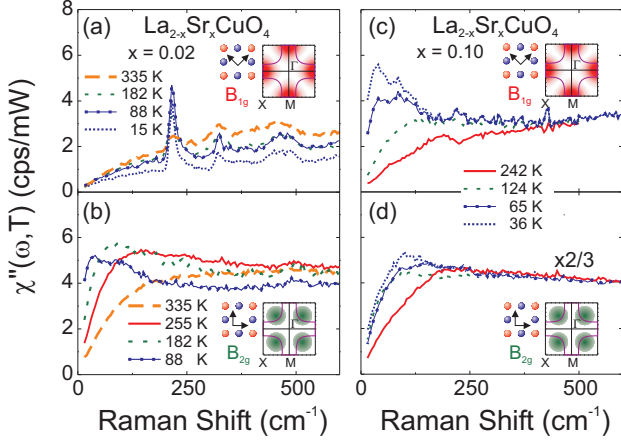 (a) La2-xSrxCuO4
x = 0.02
335 K
182 K
88 K
15 K
B1g
Γ
X M
(c) La2-xSrxCuO4
x = 0.10
B1g
Γ
X M
242 K
124 K
65 K
36 K
(b)
335 K
255 K
182 K
88 K
B2g
Γ
X M
(d)
x2/3
B2g
Γ
X M
8
6
4
2
0
6
4
2
0
0 250 500
0 250 500
χ''(ω,T) (cps/mW)
Raman Shift (cm-1)
Raman Shift (cm-1)